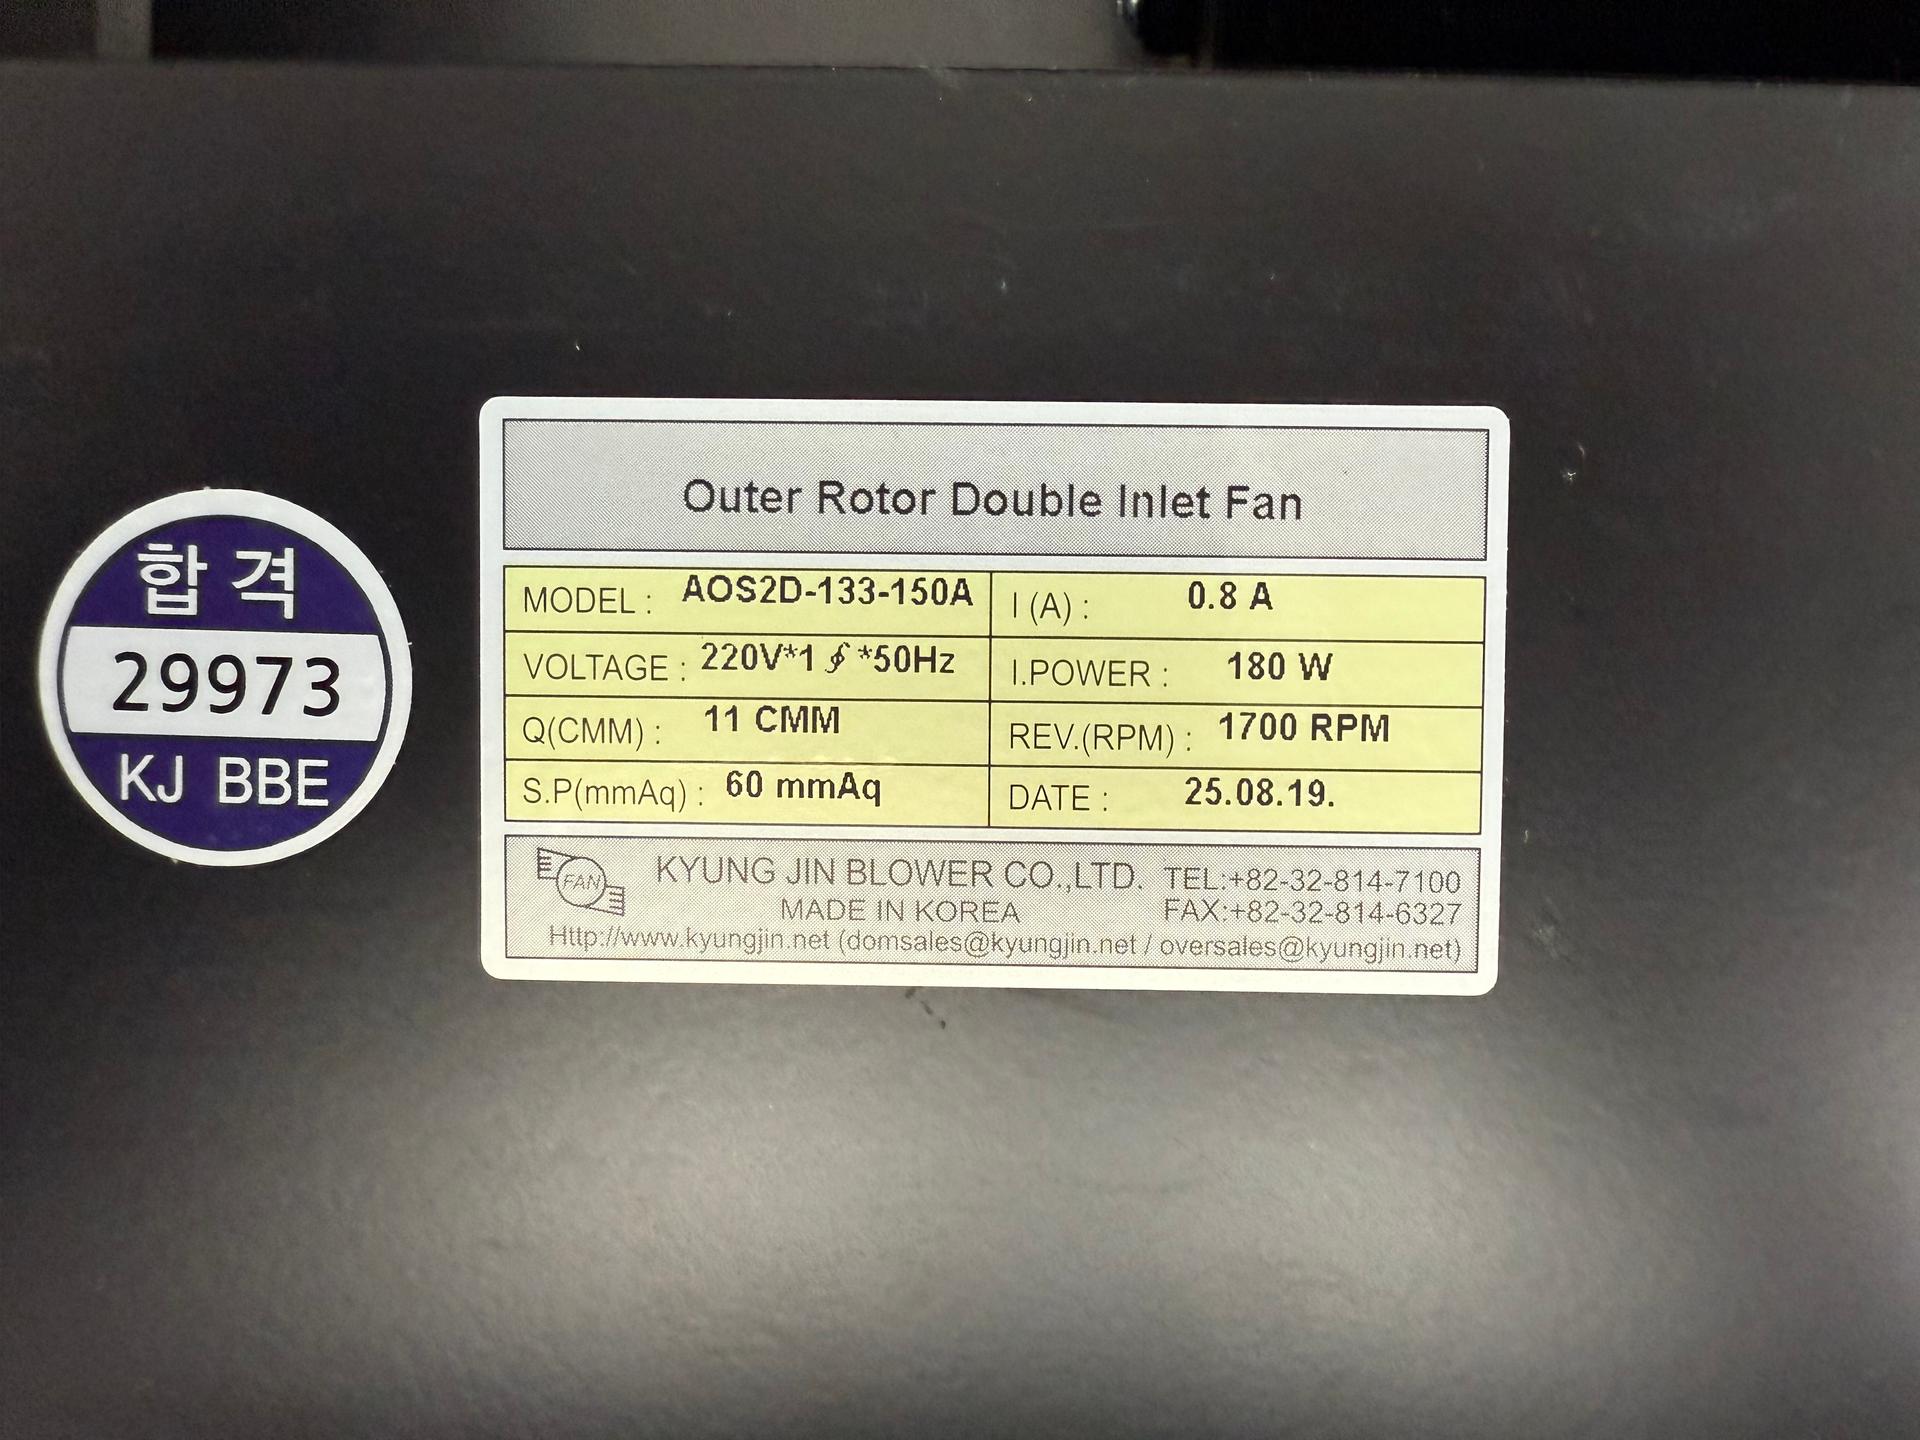 합격
29973
KJ BBE
Outer Rotor Double Inlet Fan
MODEL : AOS2D-133-150A
I (A) : 0.8 A
VOLTAGE : 220V*1∮*50Hz
I.POWER : 180 W
Q(CMM) : 11 CMM
REV.(RPM) : 1700 RPM
S.P(mmAq) : 60 mmAq
DATE : 25.08.19.
FAN
KYUNG JIN BLOWER CO.,LTD. TEL:+82-32-814-7100
MADE IN KOREA FAX:+82-32-814-6327
Http://www.kyungjin.net (domsales@kyungjin.net / oversales@kyungjin.net)